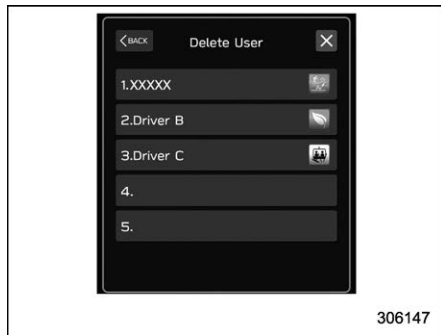 BACK Delete User X
1.XXXXX
2.Driver B
3.Driver C
4.
5.
306147